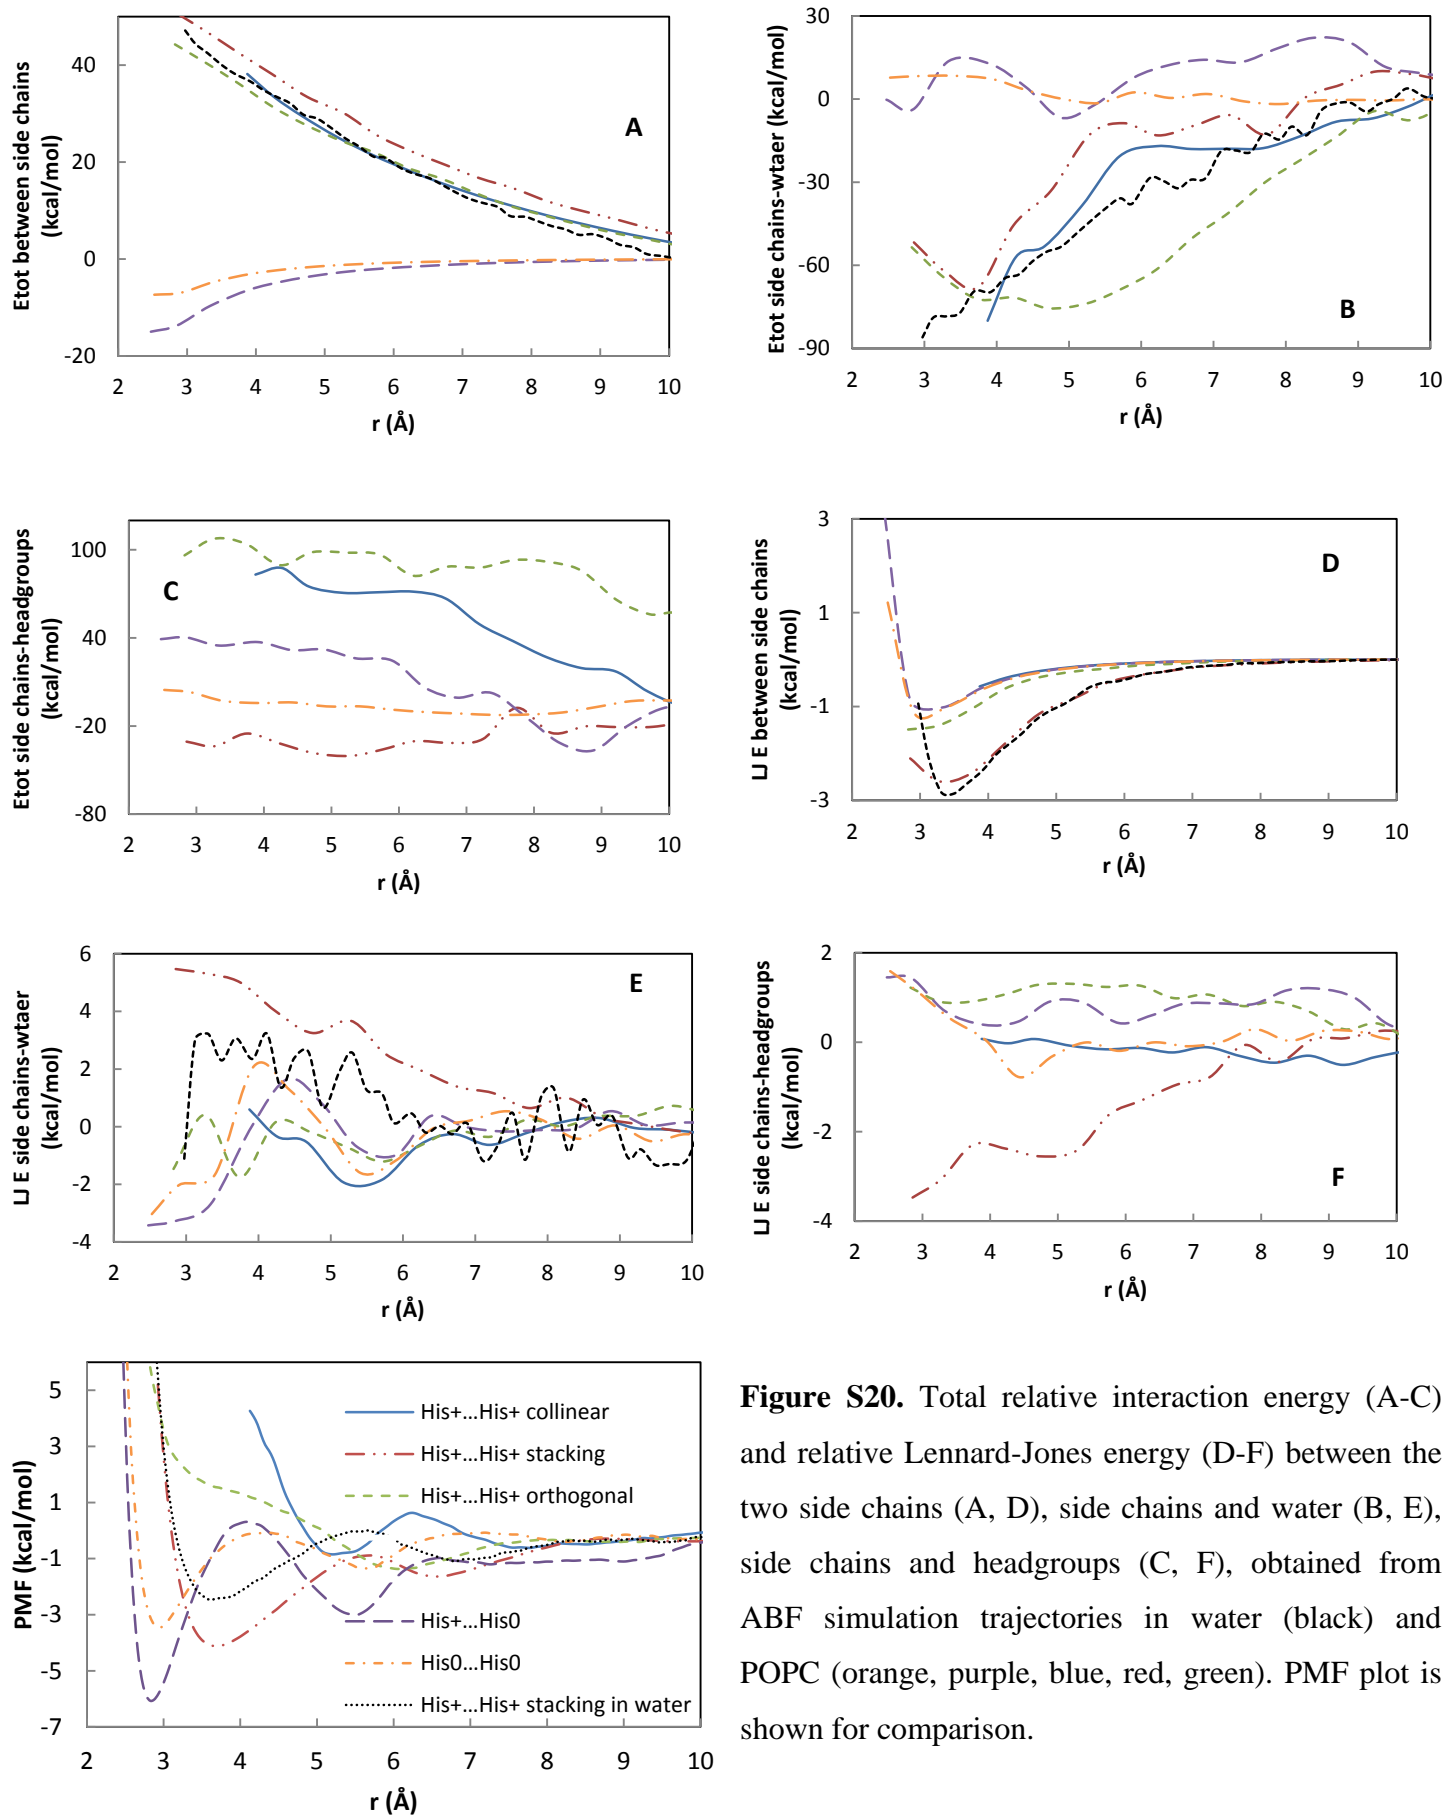 Etot between side chains
(kcal/mol)
40
20
0
-20
2 3 4 5 6 7 8 9 10
r (Å)
A
Etot side chains-wtaer (kcal/mol)
30
0
-30
-60
-90
2 3 4 5 6 7 8 9 10
r (Å)
B
Etot side chains-headgroups
(kcal/mol)
100
40
-20
-80
2 3 4 5 6 7 8 9 10
r (Å)
C
LJ E between side chains
(kcal/mol)
3
1
-1
-3
2 3 4 5 6 7 8 9 10
r (Å)
D
LJ E side chains-wtaer
(kcal/mol)
6
4
2
0
-2
-4
2 3 4 5 6 7 8 9 10
r (Å)
E
LJ E side chains-headgroups
(kcal/mol)
2
0
-2
-4
2 3 4 5 6 7 8 9 10
r (Å)
F
PMF (kcal/mol)
5
3
1
-1
-3
-5
-7
2 3 4 5 6 7 8 9 10
r (Å)
His+...His+ collinear
His+...His+ stacking
His+...His+ orthogonal
His+...His0
His0...His0
His+...His+ stacking in water
Figure S20. Total relative interaction energy (A-C)
and relative Lennard-Jones energy (D-F) between the
two side chains (A, D), side chains and water (B, E),
side chains and headgroups (C, F), obtained from
ABF simulation trajectories in water (black) and
POPC (orange, purple, blue, red, green). PMF plot is
shown for comparison.